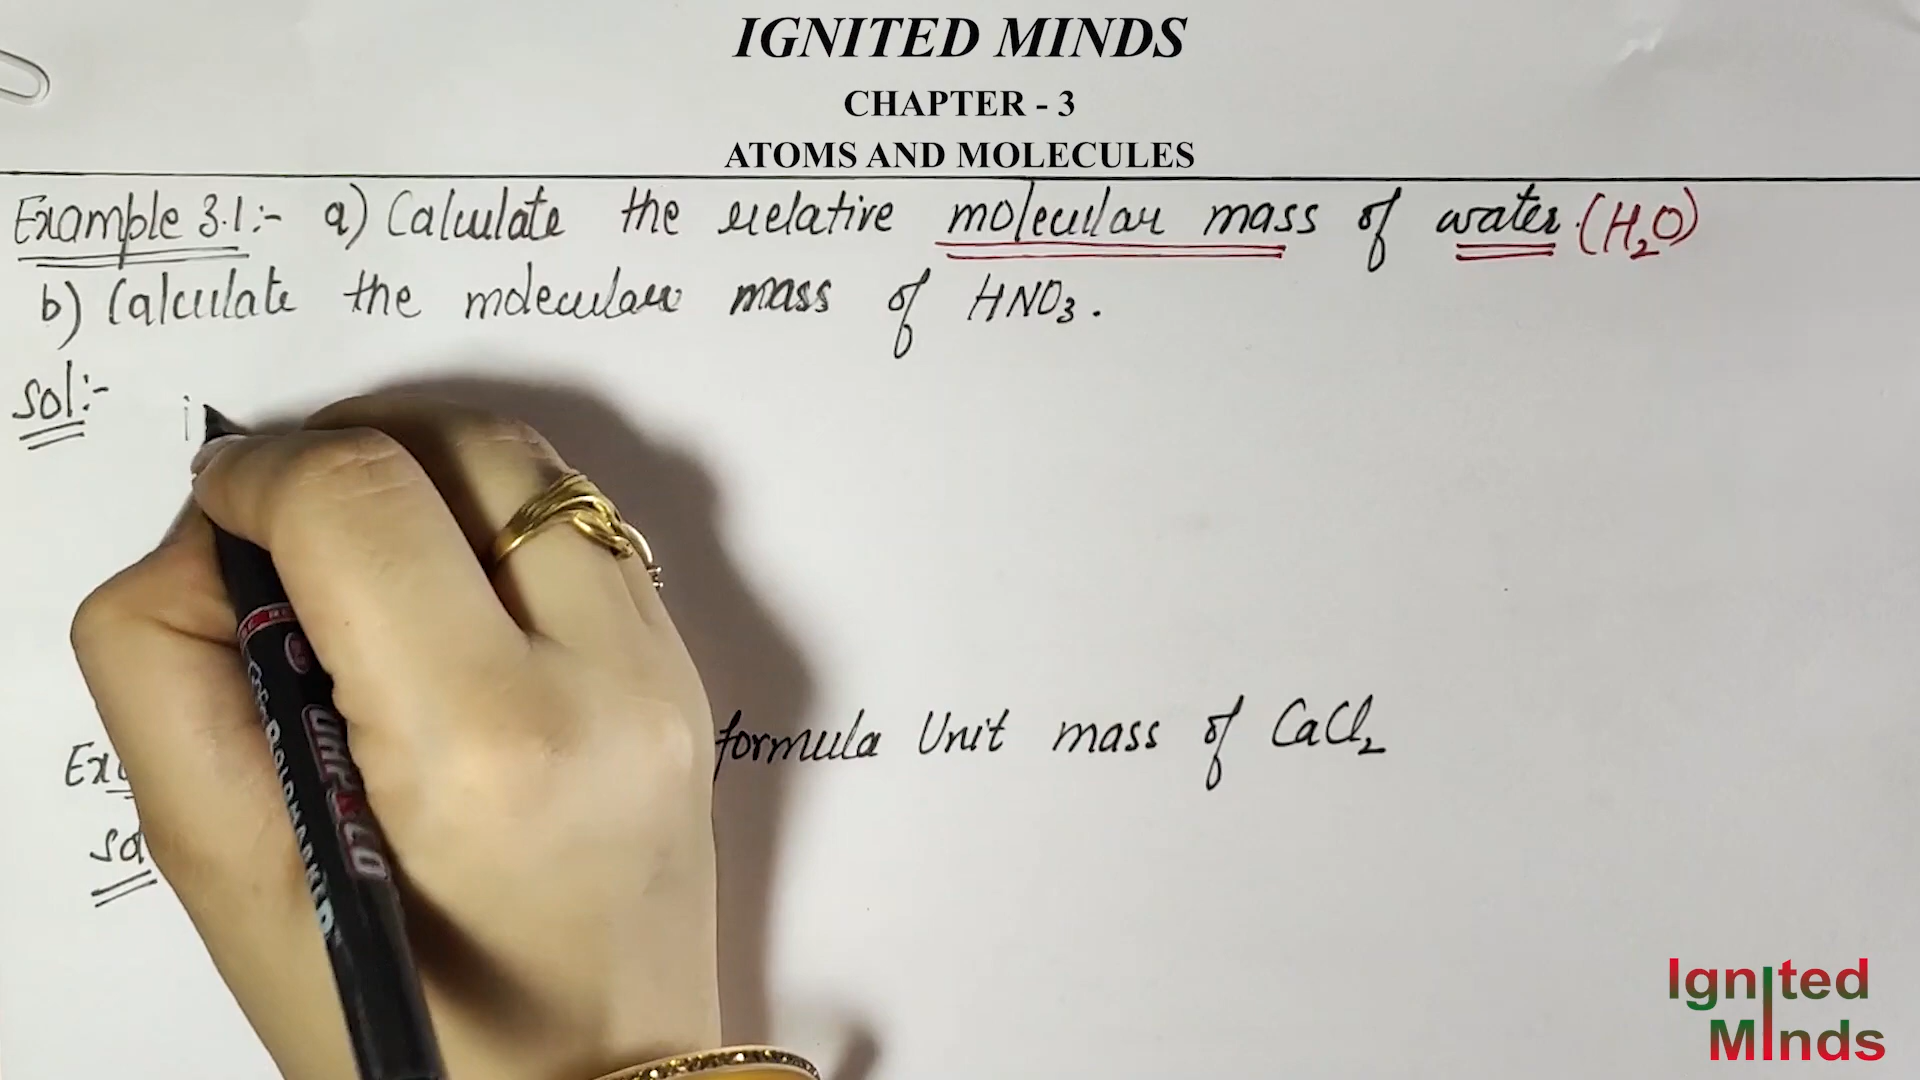 IGNITED MINDS
CHAPTER - 3
ATOMS AND MOLECULES
Example 3.1:- a) Calculate the relative molecular mass of water (H₂O)
b) Calculate the molecular mass of HNO₃.
Sol:-
formula Unit mass of CaCl₂
Ignited
Minds